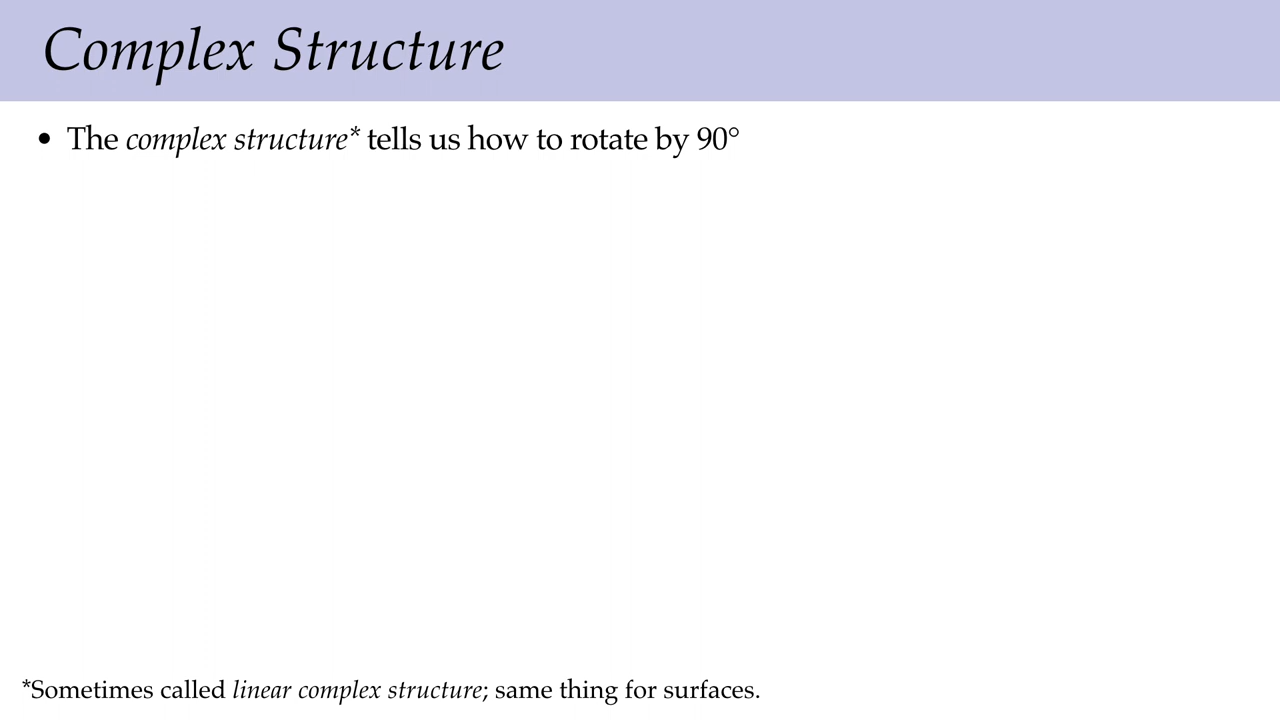 Complex Structure
• The complex structure* tells us how to rotate by 90°
*Sometimes called linear complex structure; same thing for surfaces.